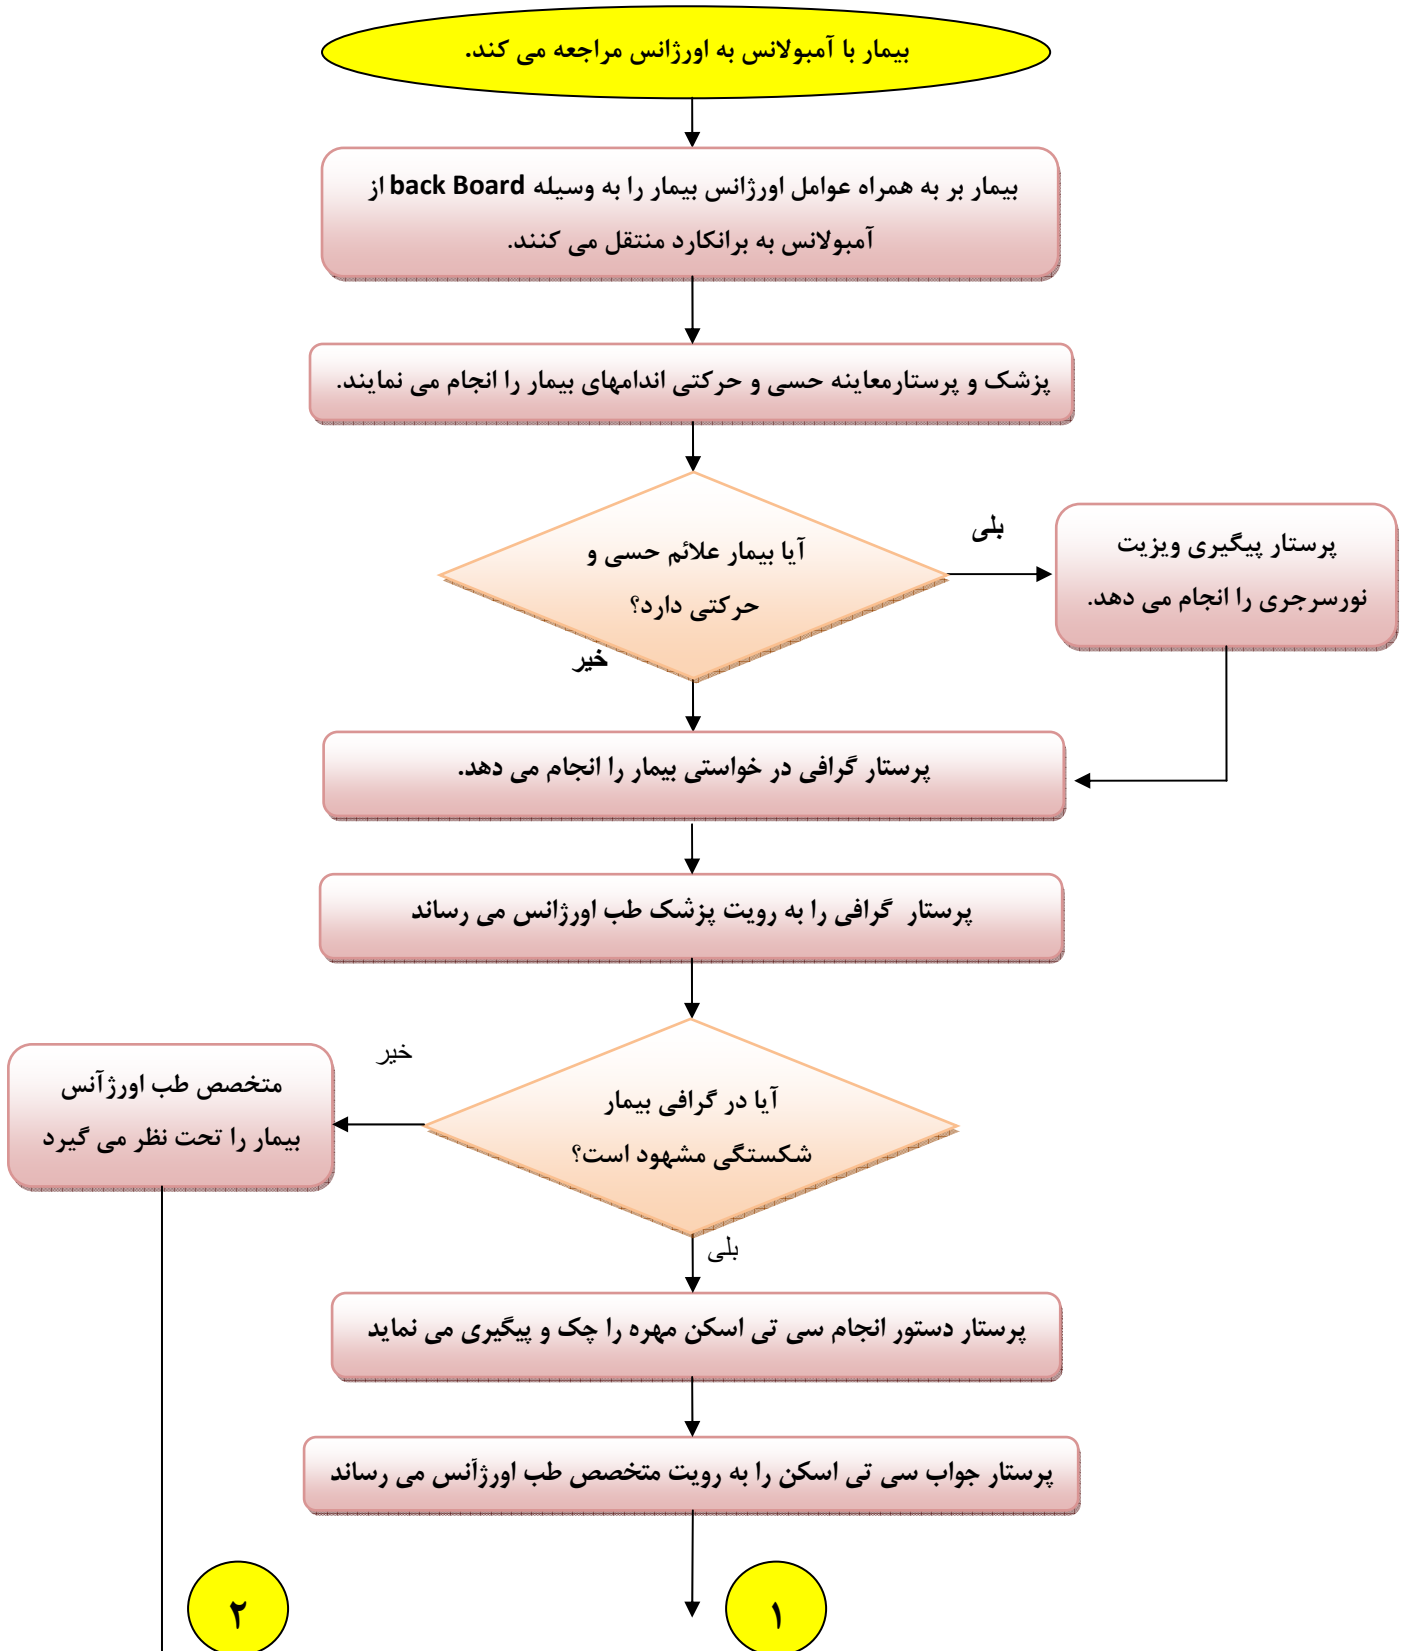 بیمار با آمبولانس به اورژانس مراجعه می کند.
بیمار بر به همراه عوامل اورژانس بیمار را به وسیله back Board از
آمبولانس به برانکارد منتقل می کنند.
پزشک و پرستارمعاینه حسی و حرکتی اندامهای بیمار را انجام می نمایند.
آیا بیمار علائم حسی و
حرکتی دارد؟
بلی
پرستار پیگیری ویزیت
نورسرجری را انجام می دهد.
خیر
پرستار گرافی در خواستی بیمار را انجام می دهد.
پرستار گرافی را به رویت پزشک طب اورژانس می رساند
آیا در گرافی بیمار
شکستگی مشهود است؟
خیر
متخصص طب اورژآنس
بیمار را تحت نظر می گیرد
بلی
پرستار دستور انجام سی تی اسکن مهره را چک و پیگیری می نماید
پرستار جواب سی تی اسکن را به رویت متخصص طب اورژآنس می رساند
۱
۲